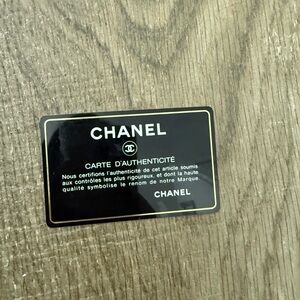 CHANEL
CARTE D'AUTHENTICITÉ
Nous certifions l'authenticité de cet article soumis
aux contrôles les plus rigoureux, et dont la haute
qualité symbolise le renom de notre Marque.
CHANEL